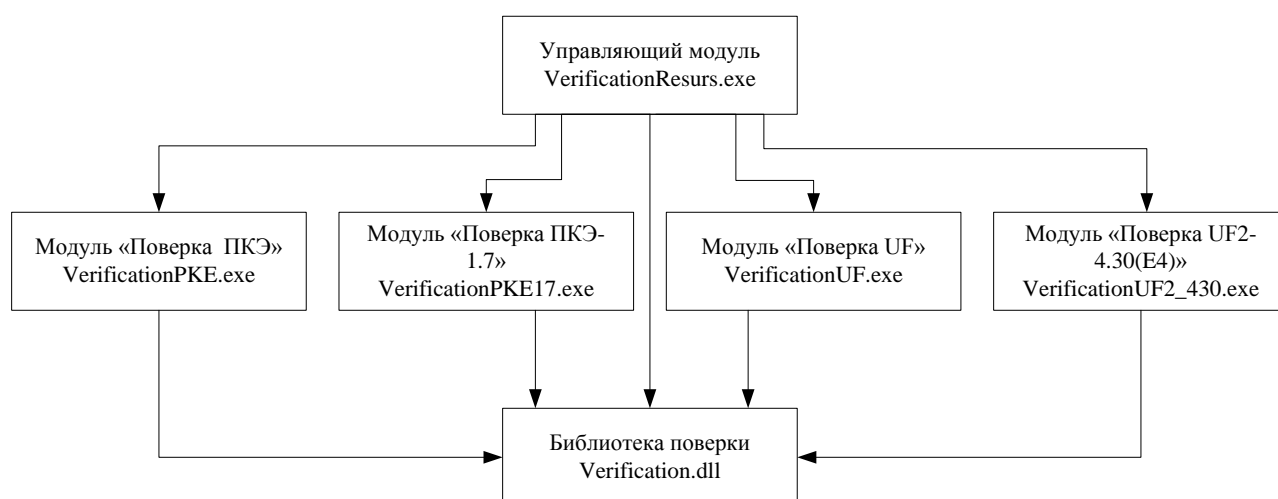 Управляющий модуль
VerificationResurs.exe
Модуль «Поверка ПКЭ»
VerificationPKE.exe
Модуль «Поверка ПКЭ-
1.7»
VerificationPKE17.exe
Модуль «Поверка UF»
VerificationUF.exe
Модуль «Поверка UF2-
4.30(E4)»
VerificationUF2_430.exe
Библиотека поверки
Verification.dll